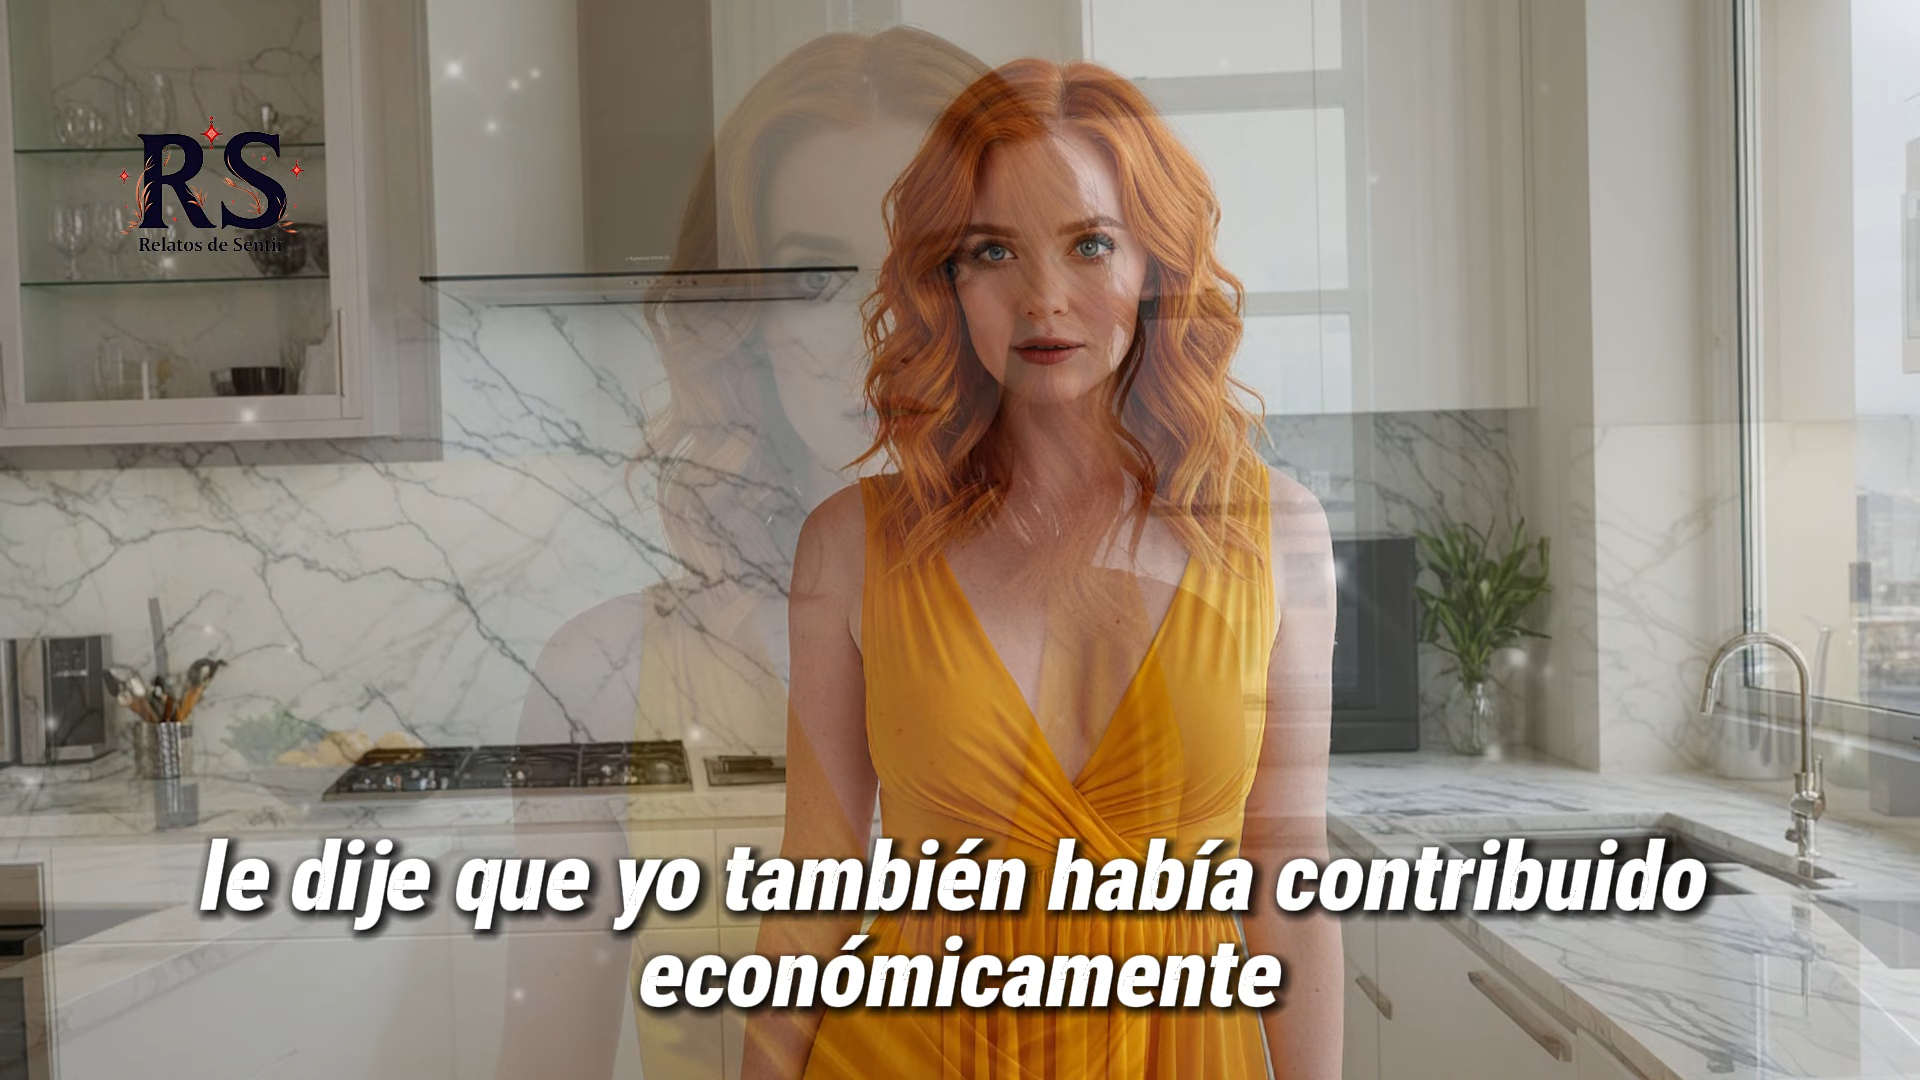 RS
Relatos de Sentir
le dije que yo también había contribuido
económicamente